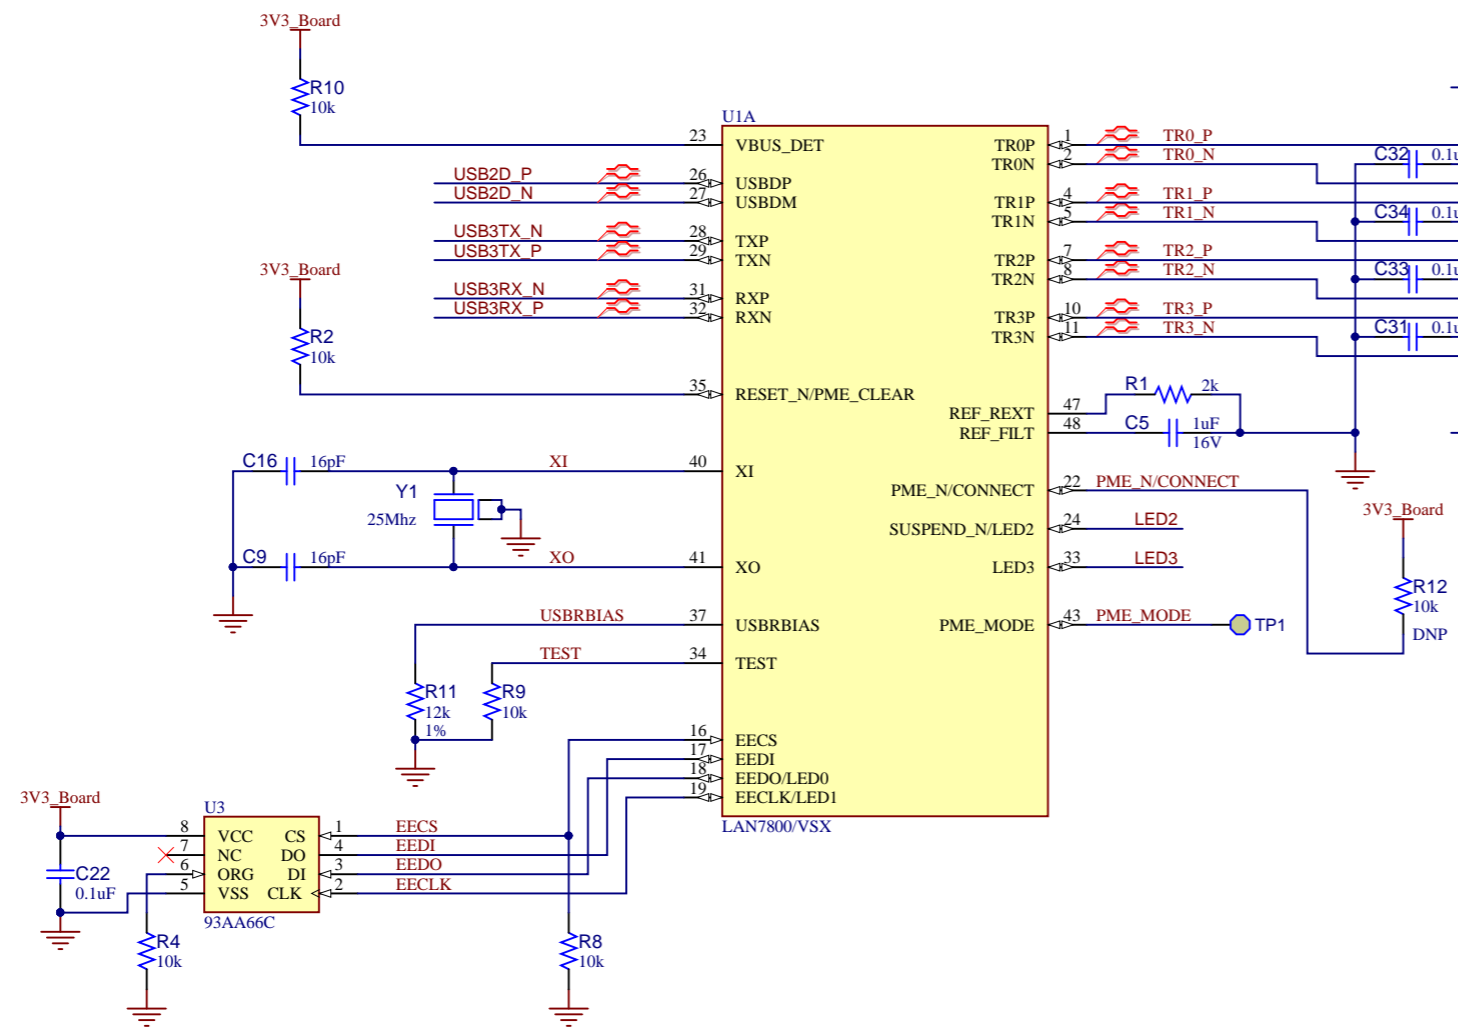 3V3_Board
R10
10k
U1A
23 VBUS_DET
USB2D_P 26 USBDP
USB2D_N 27 USBDM
USB3TX_N 28 TXP
USB3TX_P 29 TXN
USB3RX_N 31 RXP
USB3RX_P 32 RXN
3V3_Board
R2
10k
35 RESET_N/PME_CLEAR
C16 16pF XI 40 XI
Y1
25Mhz
C9 16pF XO 41 XO
USBRBIAS 37 USBRBIAS
TEST 34 TEST
R11
12k
1%
R9
10k
16 EECS
17 EEDI
18 EEDO/LED0
19 EECLK/LED1
TR0P 1 TR0_P
TR0N 2 TR0_N
C32 0.1u
TR1P 4 TR1_P
TR1N 5 TR1_N
C34 0.1u
TR2P 7 TR2_P
TR2N 8 TR2_N
C33 0.1u
TR3P 10 TR3_P
TR3N 11 TR3_N
C31 0.1u
R1 2k
REF_REXT 47
REF_FILT 48
C5 1uF
16V
PME_N/CONNECT 22 PME_N/CONNECT
SUSPEND_N/LED2 24 LED2
LED3 33 LED3
PME_MODE 43 PME_MODE TP1
3V3_Board
R12
10k
DNP
LAN7800/VSX
3V3_Board
U3
8 VCC CS 1 EECS
7 NC DO 4 EEDI
6 ORG DI 3 EEDO
5 VSS CLK 2 EECLK
93AA66C
C22
0.1uF
R4
10k
R8
10k